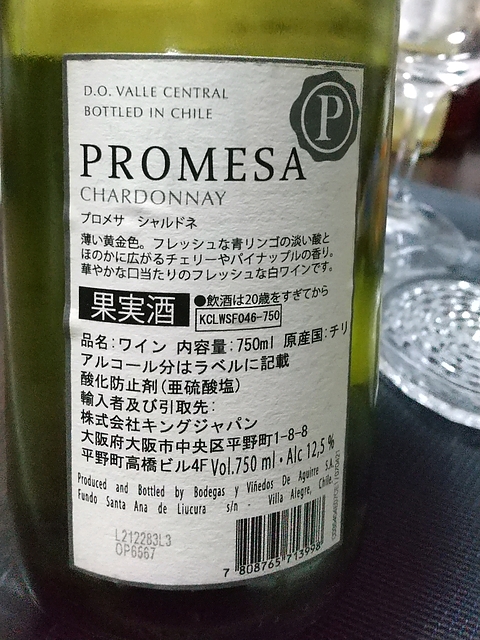 D.O. VALLE CENTRAL
BOTTLED IN CHILE
P
PROMESA
CHARDONNAY
プロメサ シャルドネ
薄い黄金色。フレッシュな青リンゴの淡い酸と
ほのかに広がるチェリーやパイナップルの香り。
華やかな口当たりのフレッシュな白ワインです。
果実酒
●飲酒は20歳をすぎてから
KCLWSF046-750
品名:ワイン 内容量:750ml 原産国:チリ
アルコール分はラベルに記載
酸化防止剤(亜硫酸塩)
輸入者及び引取先:
株式会社キングジャパン
大阪府大阪市中央区平野町1-8-8
平野町高橋ビル4F Vol.750 ml・Alc 12,5 %
Produced and Bottled by Bodegas y Viñedos De Aguirre S.A.
Fundo Santa Ana de Liucura s/n - Villa Alegre, Chile.
L212283L3
OP6567
7 808765 713998